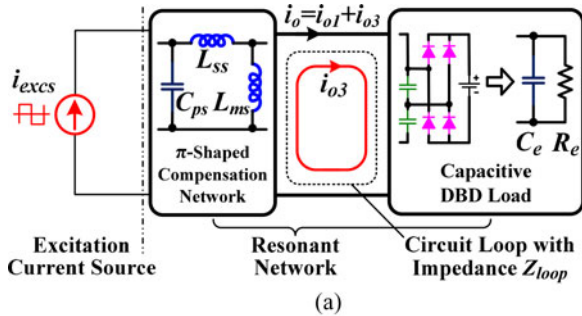 i_o=i_o1+i_o3
i_excs
L_ss
C_ps L_ms
π-Shaped
Compensation
Network
i_o3
+
-
C_e R_e
Capacitive
DBD Load
Excitation
Current Source
Resonant
Network
Circuit Loop with
Impedance Z_loop
(a)